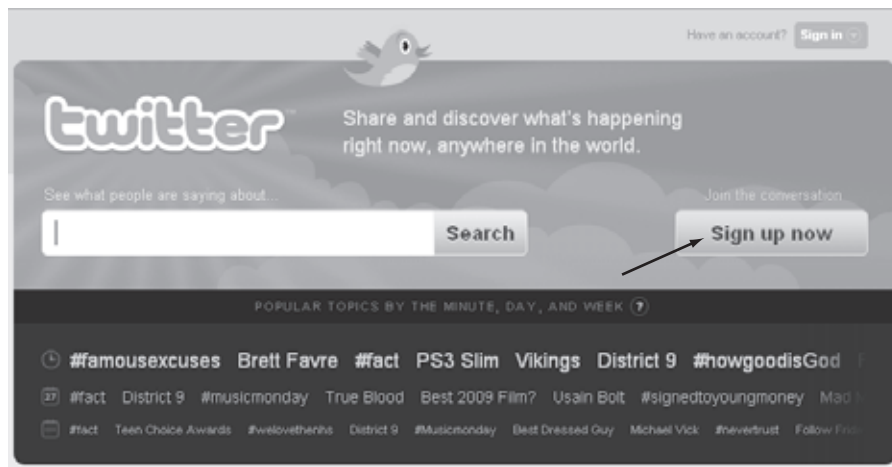 Have an account? Sign in
twitter
Share and discover what's happening
right now, anywhere in the world.
See what people are saying about...
Join the conversation
Search
Sign up now
POPULAR TOPICS BY THE MINUTE, DAY, AND WEEK ?
#famousexcuses Brett Favre #fact PS3 Slim Vikings District 9 #howgoodisGod
27 #fact District 9 #musicmonday True Blood Best 2009 Film? Usain Bolt #signedtoyoungmoney Mad
#fact Teen Choice Awards #welovethenhs District 9 #Musicmonday Best Dressed Guy Michael Vick #nevertrust Follow